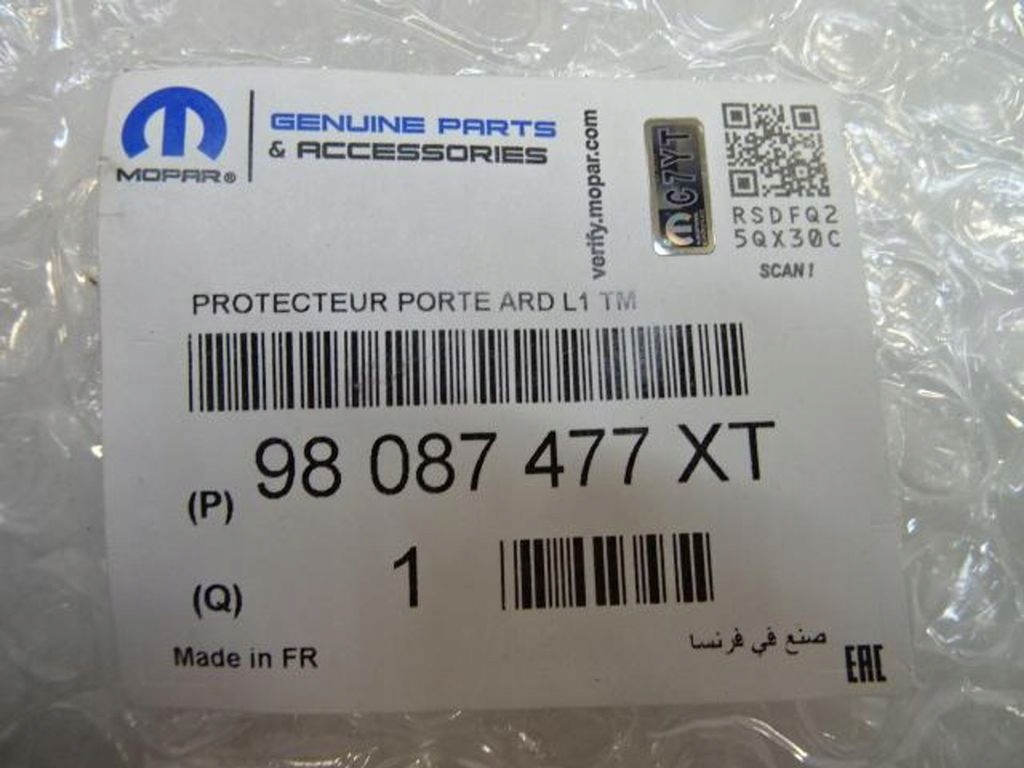 MOPAR®
GENUINE PARTS
& ACCESSORIES
verify.mopar.com
C7YT
RSDFQ2
5QX30C
SCAN!
PROTECTEUR PORTE ARD L1 TM
(P) 98 087 477 XT
(Q) 1
Made in FR
صنع في فرنسا
EAC